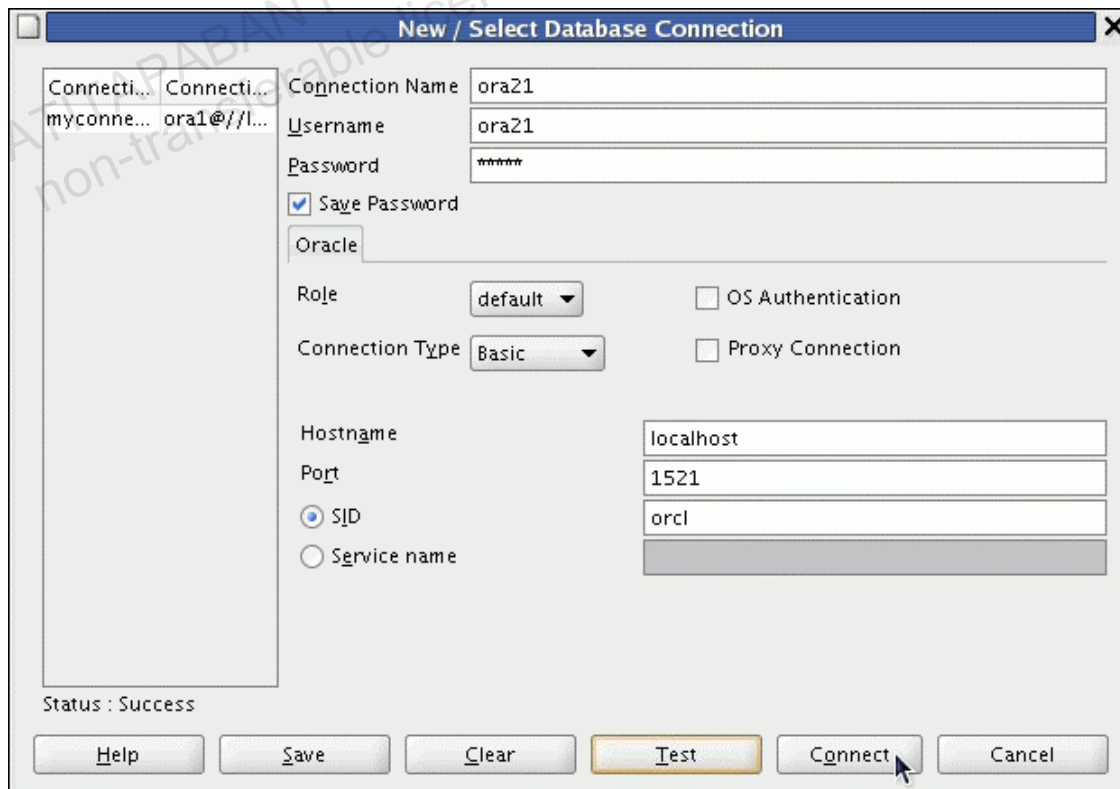 New / Select Database Connection
Connecti... Connecti...
myconne... ora1@//l...
Connection Name ora21
Username ora21
Password *****
Save Password
Oracle
Role default OS Authentication
Connection Type Basic Proxy Connection
Hostname localhost
Port 1521
SID orcl
Service name
Status : Success
Help Save Clear Test Connect Cancel
non-transferable